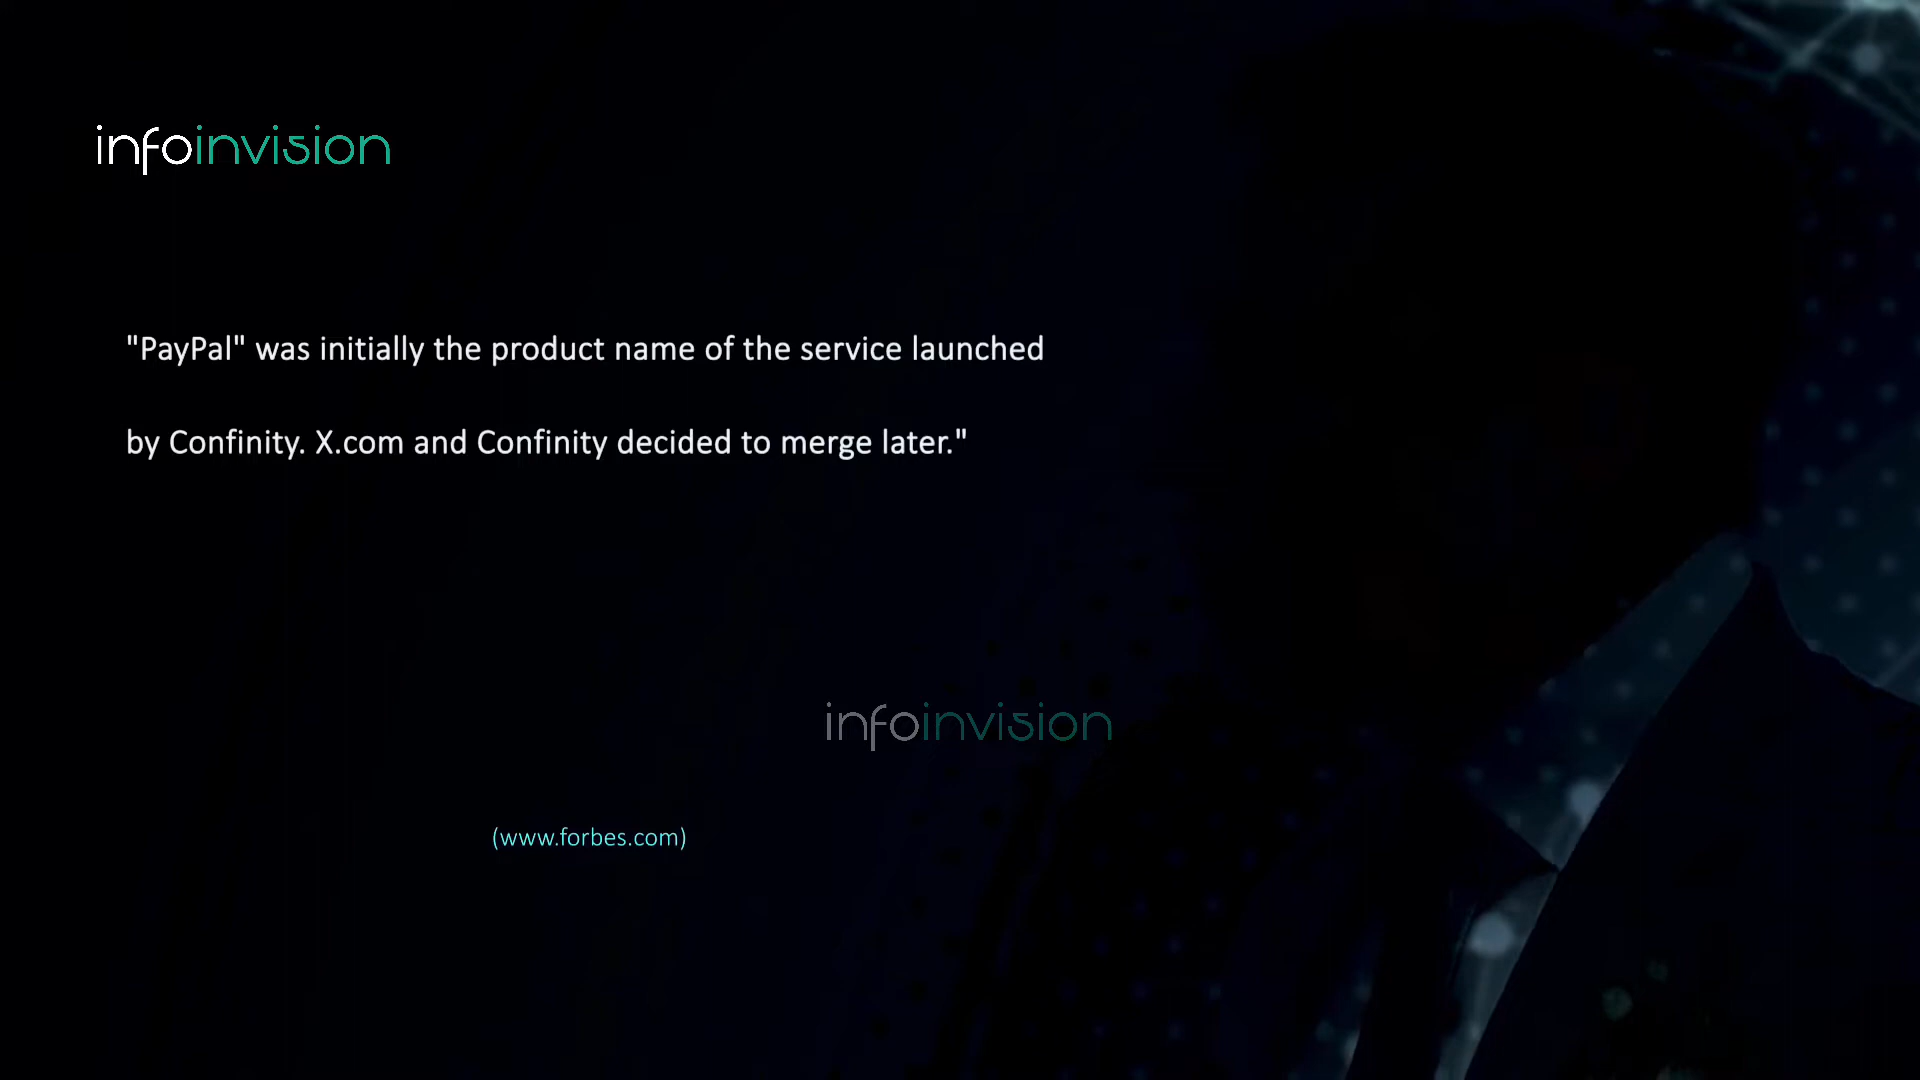 infoinvision
"PayPal" was initially the product name of the service launched
by Confinity. X.com and Confinity decided to merge later."
infoinvision
(www.forbes.com)